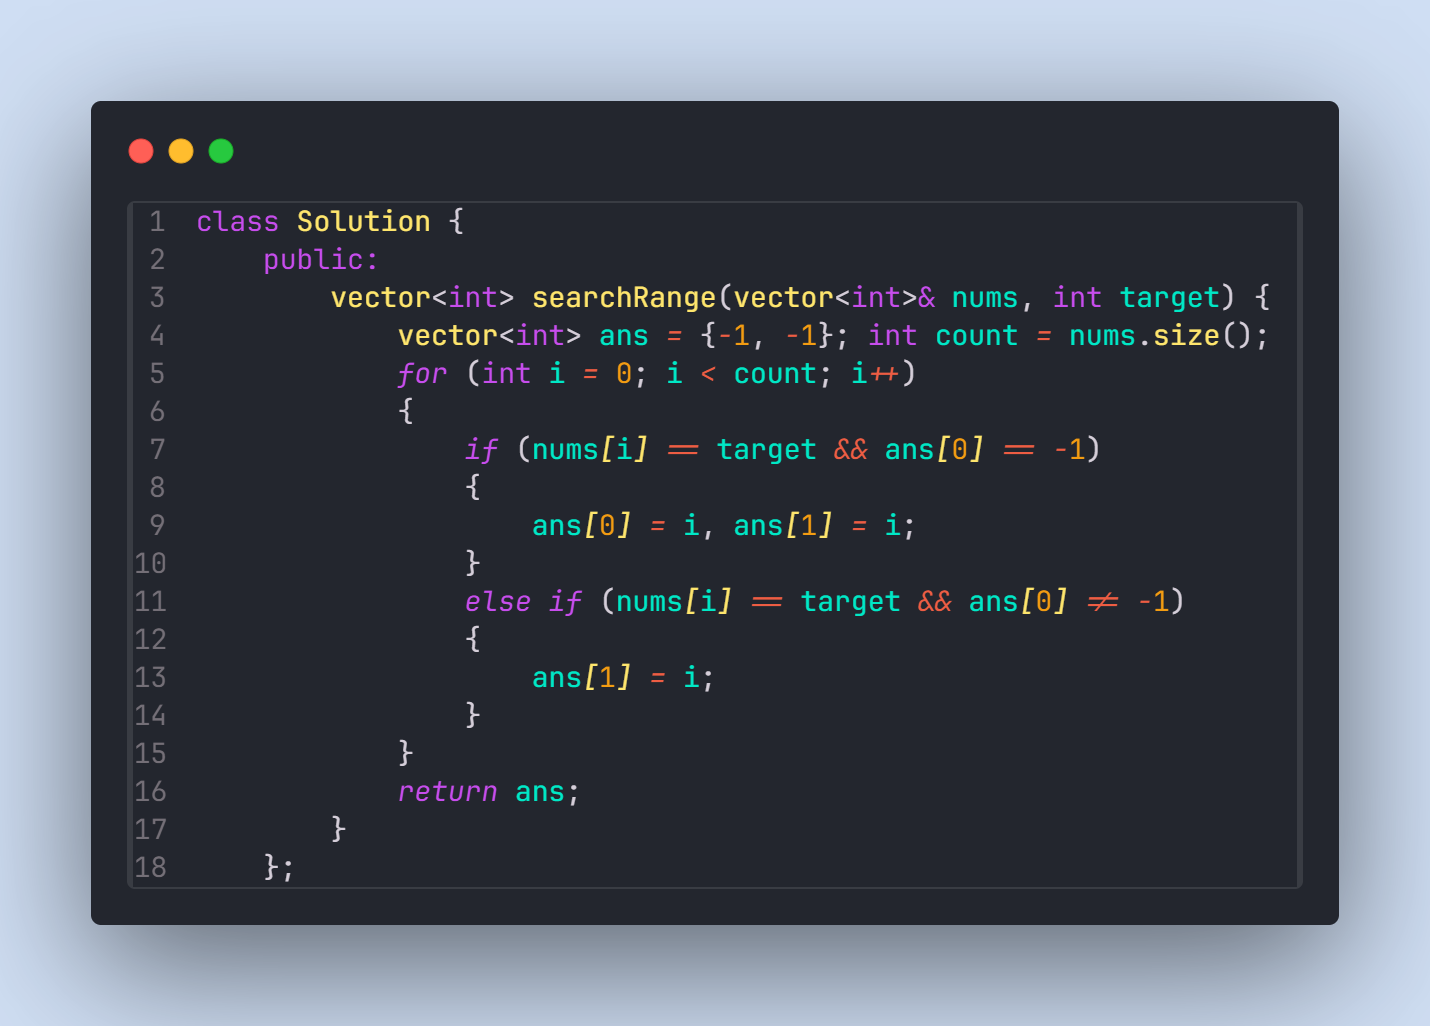 1 class Solution {
2     public:
3         vector<int> searchRange(vector<int>& nums, int target) {
4             vector<int> ans = {-1, -1}; int count = nums.size();
5             for (int i = 0; i < count; i++)
6             {
7                 if (nums[i] == target && ans[0] == -1)
8                 {
9                     ans[0] = i, ans[1] = i;
10                 }
11                 else if (nums[i] == target && ans[0] != -1)
12                 {
13                     ans[1] = i;
14                 }
15             }
16             return ans;
17         }
18     };